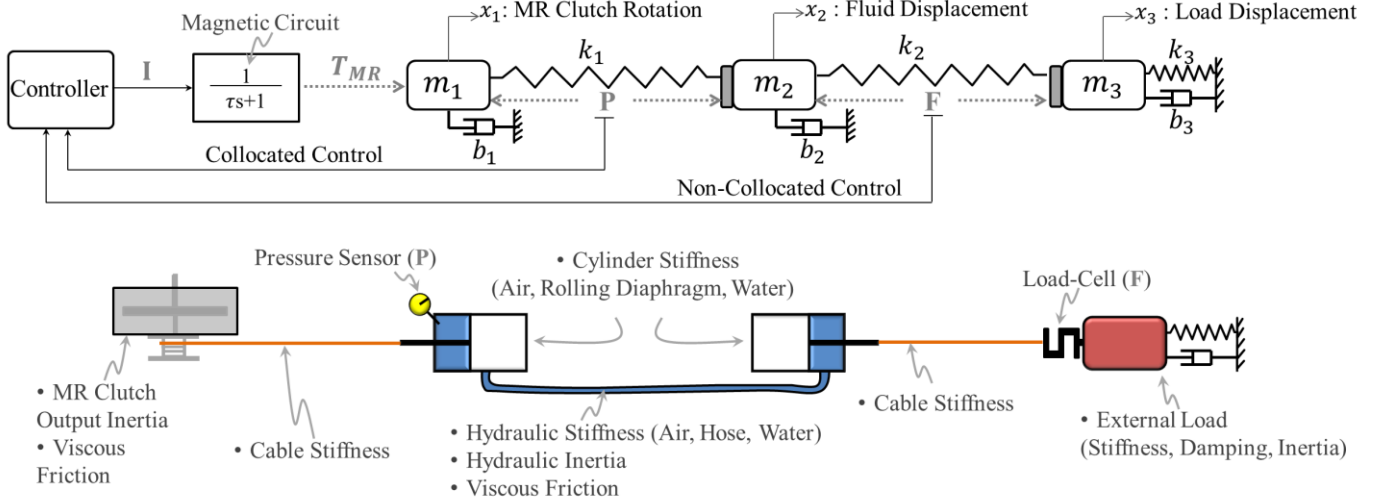 x₁: MR Clutch Rotation
x₂ : Fluid Displacement
x₃ : Load Displacement
Magnetic Circuit
Controller
I
1
τs+1
T_MR
m₁
k₁
P
b₁
m₂
k₂
F
b₂
m₃
k₃
b₃
Collocated Control
Non-Collocated Control
Pressure Sensor (P)
• Cylinder Stiffness
(Air, Rolling Diaphragm, Water)
Load-Cell (F)
• MR Clutch
Output Inertia
• Viscous
Friction
• Cable Stiffness
• Hydraulic Stiffness (Air, Hose, Water)
• Hydraulic Inertia
• Viscous Friction
• Cable Stiffness
• External Load
(Stiffness, Damping, Inertia)